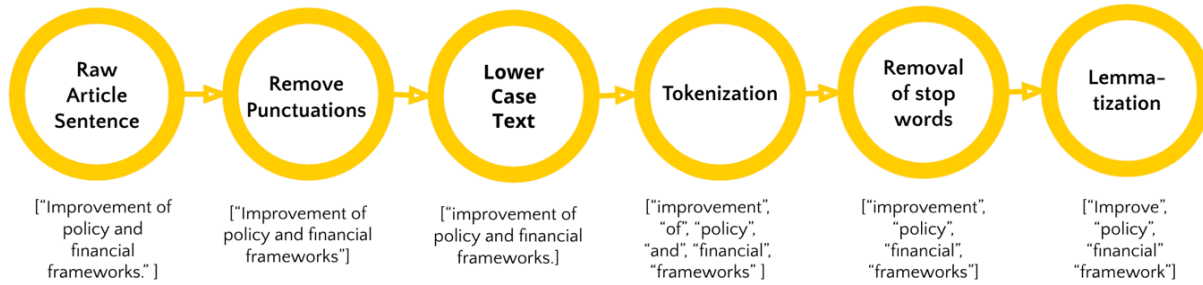 Raw
Article
Sentence
Remove
Punctuations
Lower
Case
Text
Tokenization
Removal
of stop
words
Lemma-
tization
[“Improvement of
policy and
financial
frameworks.” ]
[“Improvement of
policy and financial
frameworks”]
[“improvement of
policy and financial
frameworks.]
[“improvement”,
“of”, “policy”,
“and”, “financial”,
“frameworks” ]
[“improvement”,
“policy”,
“financial”,
“frameworks”]
[“Improve”,
“policy”,
“financial”
“framework”]